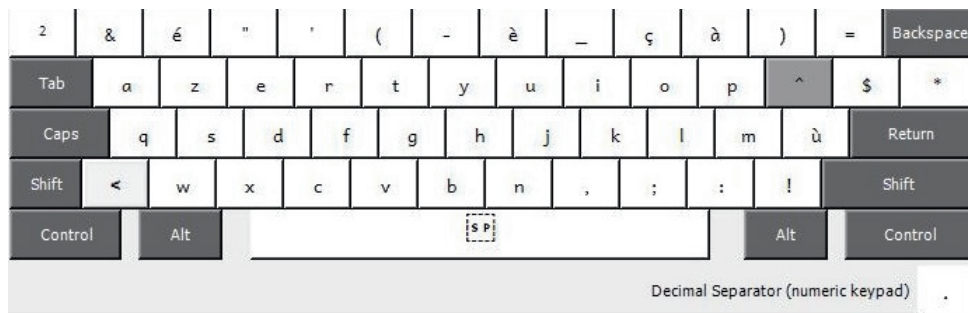 ² & é " ' ( - è _ ç à ) = Backspace
Tab a z e r t y u i o p ^ $ *
Caps q s d f g h j k l m ù Return
Shift < w x c v b n , ; : ! Shift
Control Alt SP Alt Control
Decimal Separator (numeric keypad) .